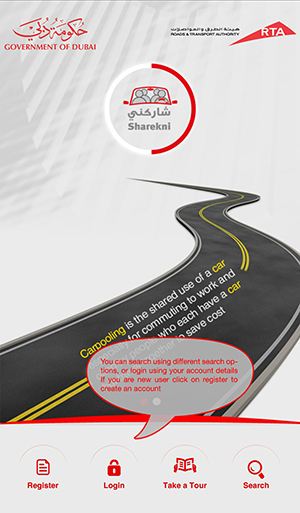 حكومة دبي
GOVERNMENT OF DUBAI
هيئة الطرق والمواصلات
ROADS & TRANSPORT AUTHORITY
RTA
شاركني
Sharekni
Carpooling is the shared use of a car
for commuting to work and
people who each have a car
to save cost
You can search using different search op-
tions, or login using your account details
If you are new user click on register to
create an account
Register
Login
Take a Tour
Search